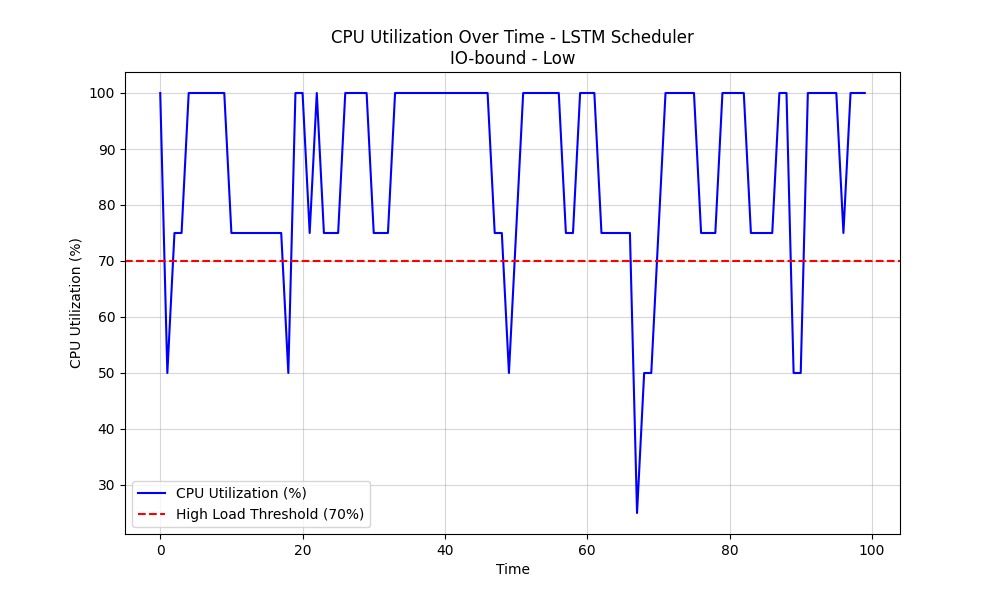 CPU Utilization Over Time - LSTM Scheduler
IO-bound - Low
CPU Utilization (%)
100
90
80
70
60
50
40
30
CPU Utilization (%)
High Load Threshold (70%)
0 20 40 60 80 100
Time